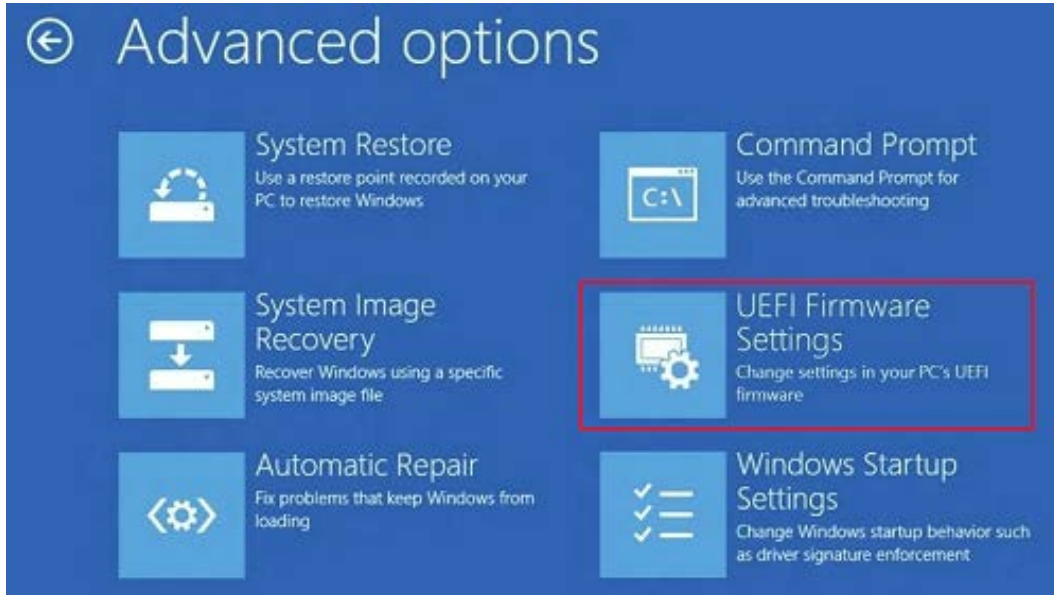 Advanced options
System Restore
Use a restore point recorded on your
PC to restore Windows
Command Prompt
Use the Command Prompt for
advanced troubleshooting
C:\
System Image
Recovery
Recover Windows using a specific
system image file
UEFI Firmware
Settings
Change settings in your PC's UEFI
firmware
Automatic Repair
Fix problems that keep Windows from
loading
Windows Startup
Settings
Change Windows startup behavior such
as driver signature enforcement